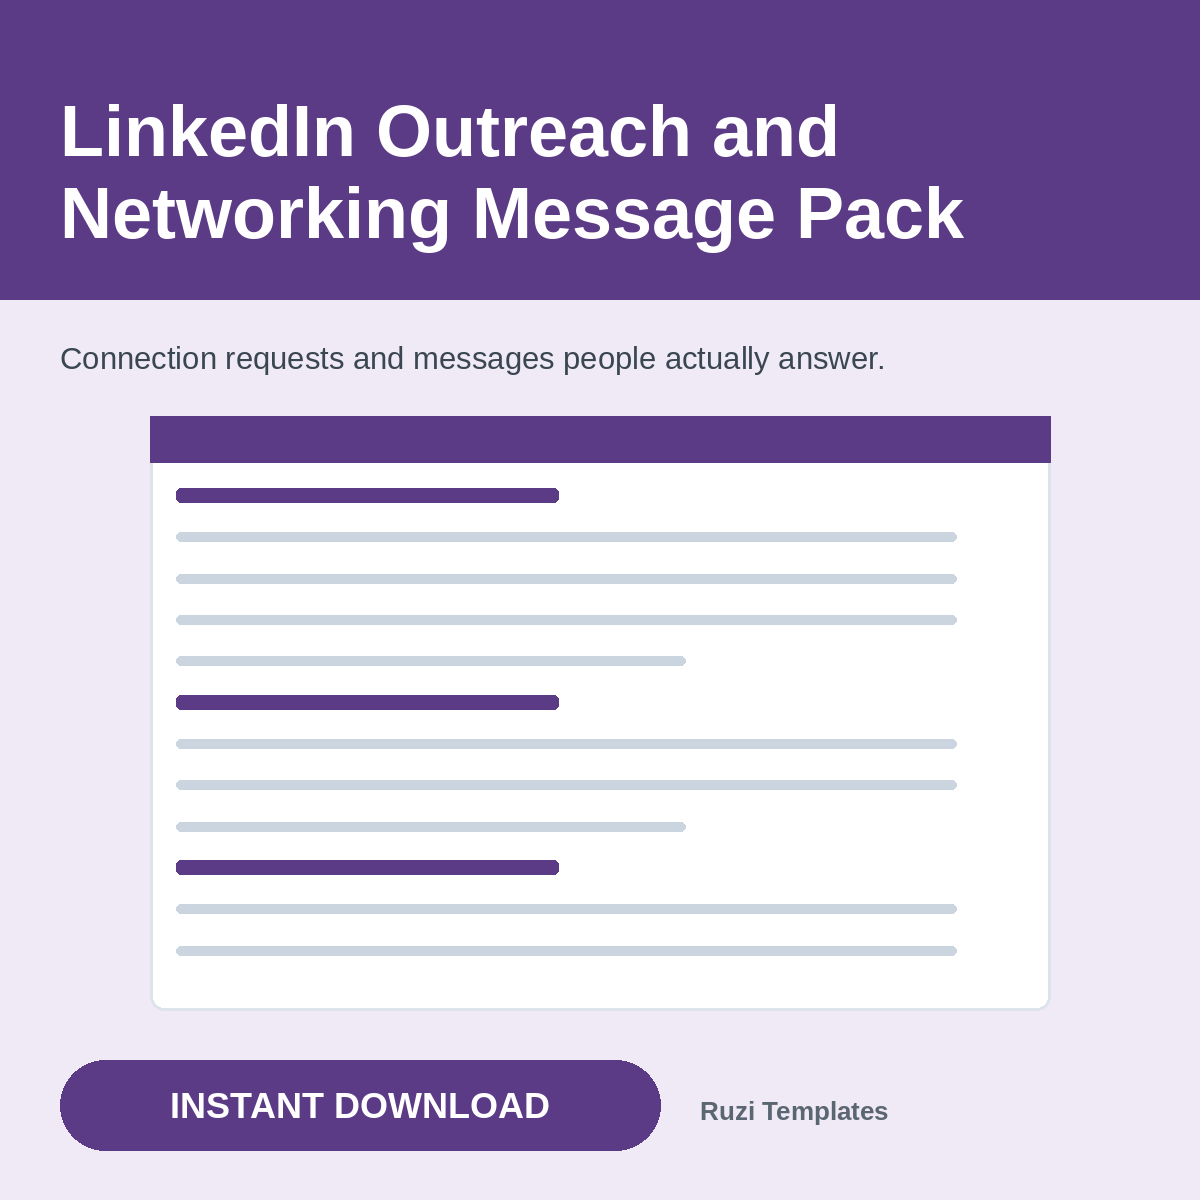 LinkedIn Outreach and
Networking Message Pack
Connection requests and messages people actually answer.
INSTANT DOWNLOAD
Ruzi Templates